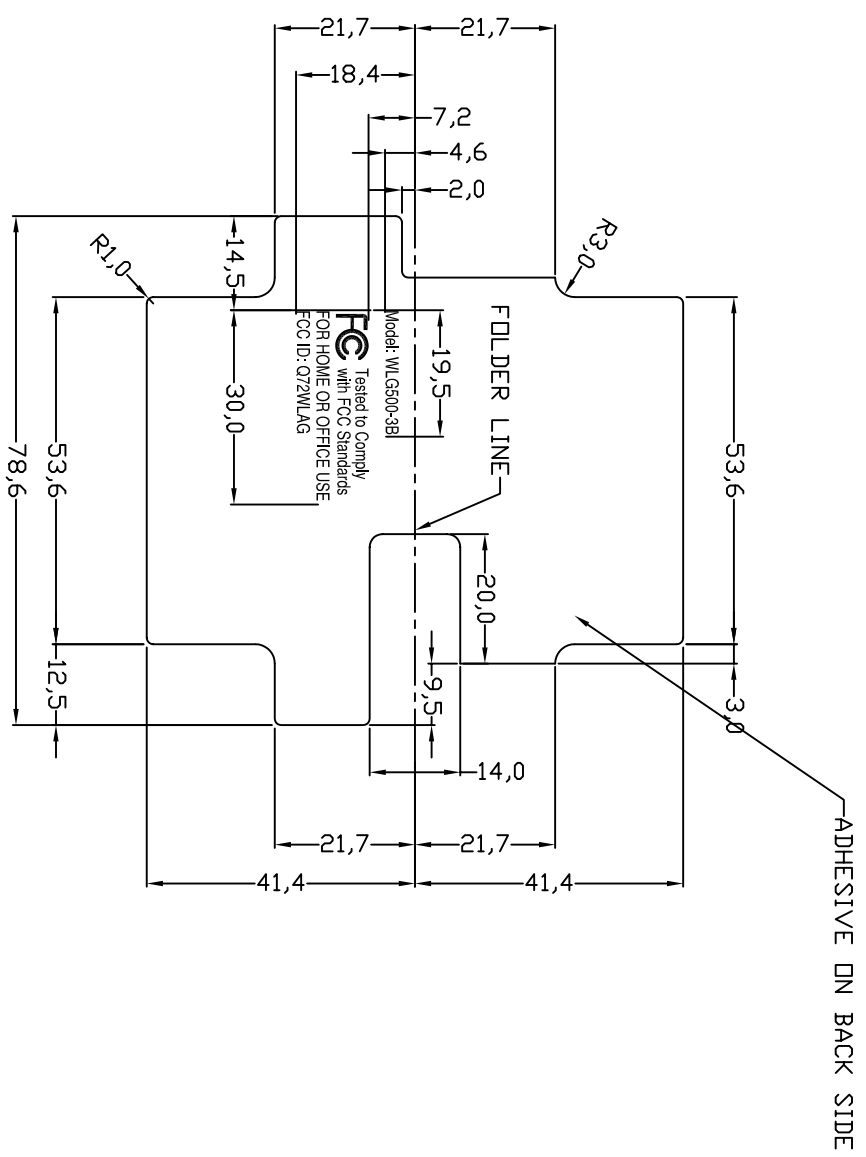 21,7
21,7
18,4
7,2
4,6
2,0
R3,0
R1,0
14,5
53,6
FOLDER LINE
19,5
Model: WLG500-3B
FC Tested to Comply
with FCC Standards
FOR HOME OR OFFICE USE
FCC ID: Q72WLAG
30,0
53,6
78,6
20,0
9,5
12,5
3,0
14,0
21,7
21,7
41,4
41,4
ADHESIVE ON BACK SIDE